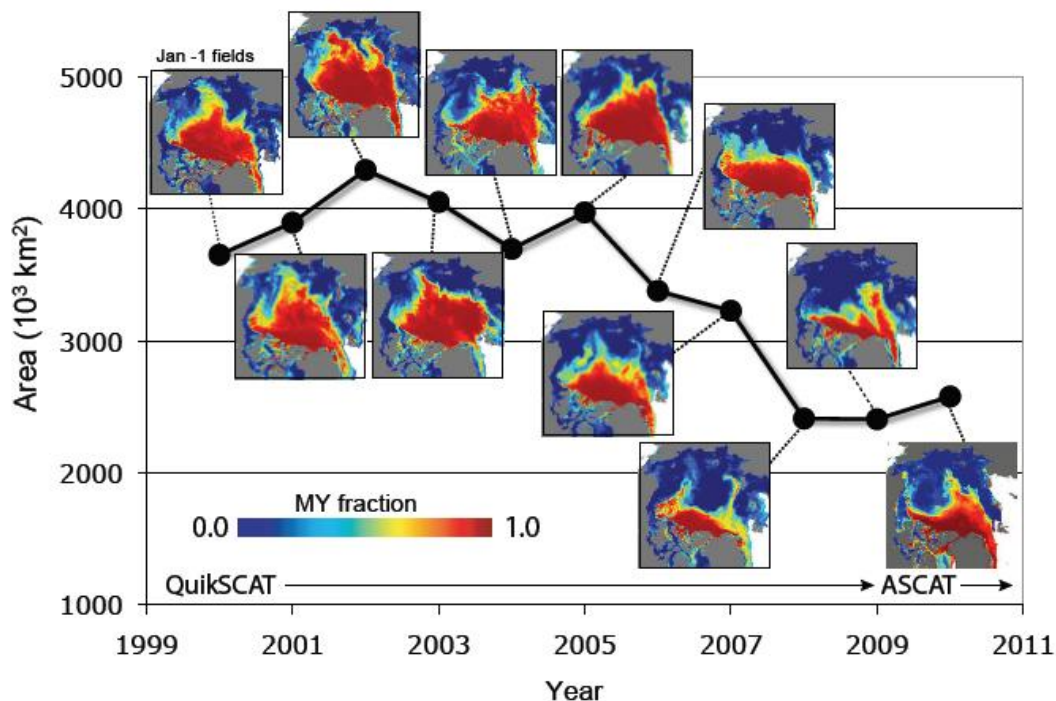 Jan -1 fields
5000
4000
3000
2000
1000
Area (10³ km²)
MY fraction
0.0 1.0
QuikSCAT ASCAT
1999 2001 2003 2005 2007 2009 2011
Year